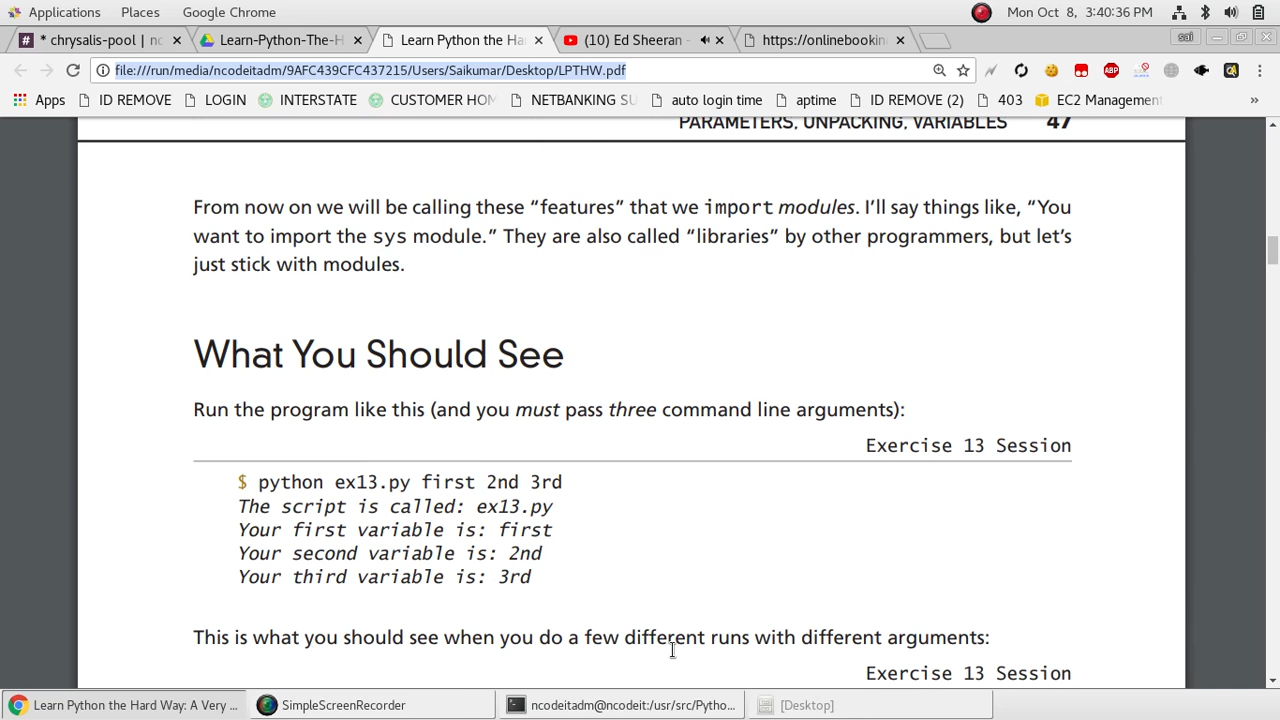 Applications Places Google Chrome Mon Oct 8, 3:40:36 PM
* chrysalis-pool | nc Learn-Python-The-H Learn Python the Ha (10) Ed Sheeran - https://onlinebookin sai
file:///run/media/ncodeitadm/9AFC439CFC437215/Users/Saikumar/Desktop/LPTHW.pdf ABP
Apps ID REMOVE LOGIN INTERSTATE CUSTOMER HOM NETBANKING SU auto login time aptime ID REMOVE (2) 403 EC2 Management »
PARAMETERS, UNPACKING, VARIABLES 47
From now on we will be calling these “features” that we import modules. I’ll say things like, “You
want to import the sys module.” They are also called “libraries” by other programmers, but let’s
just stick with modules.
What You Should See
Run the program like this (and you must pass three command line arguments):
Exercise 13 Session
$ python ex13.py first 2nd 3rd
The script is called: ex13.py
Your first variable is: first
Your second variable is: 2nd
Your third variable is: 3rd
This is what you should see when you do a few different runs with different arguments:
Exercise 13 Session
Learn Python the Hard Way: A Very ... SimpleScreenRecorder ncodeitadm@ncodeit:/usr/src/Pytho... [Desktop]